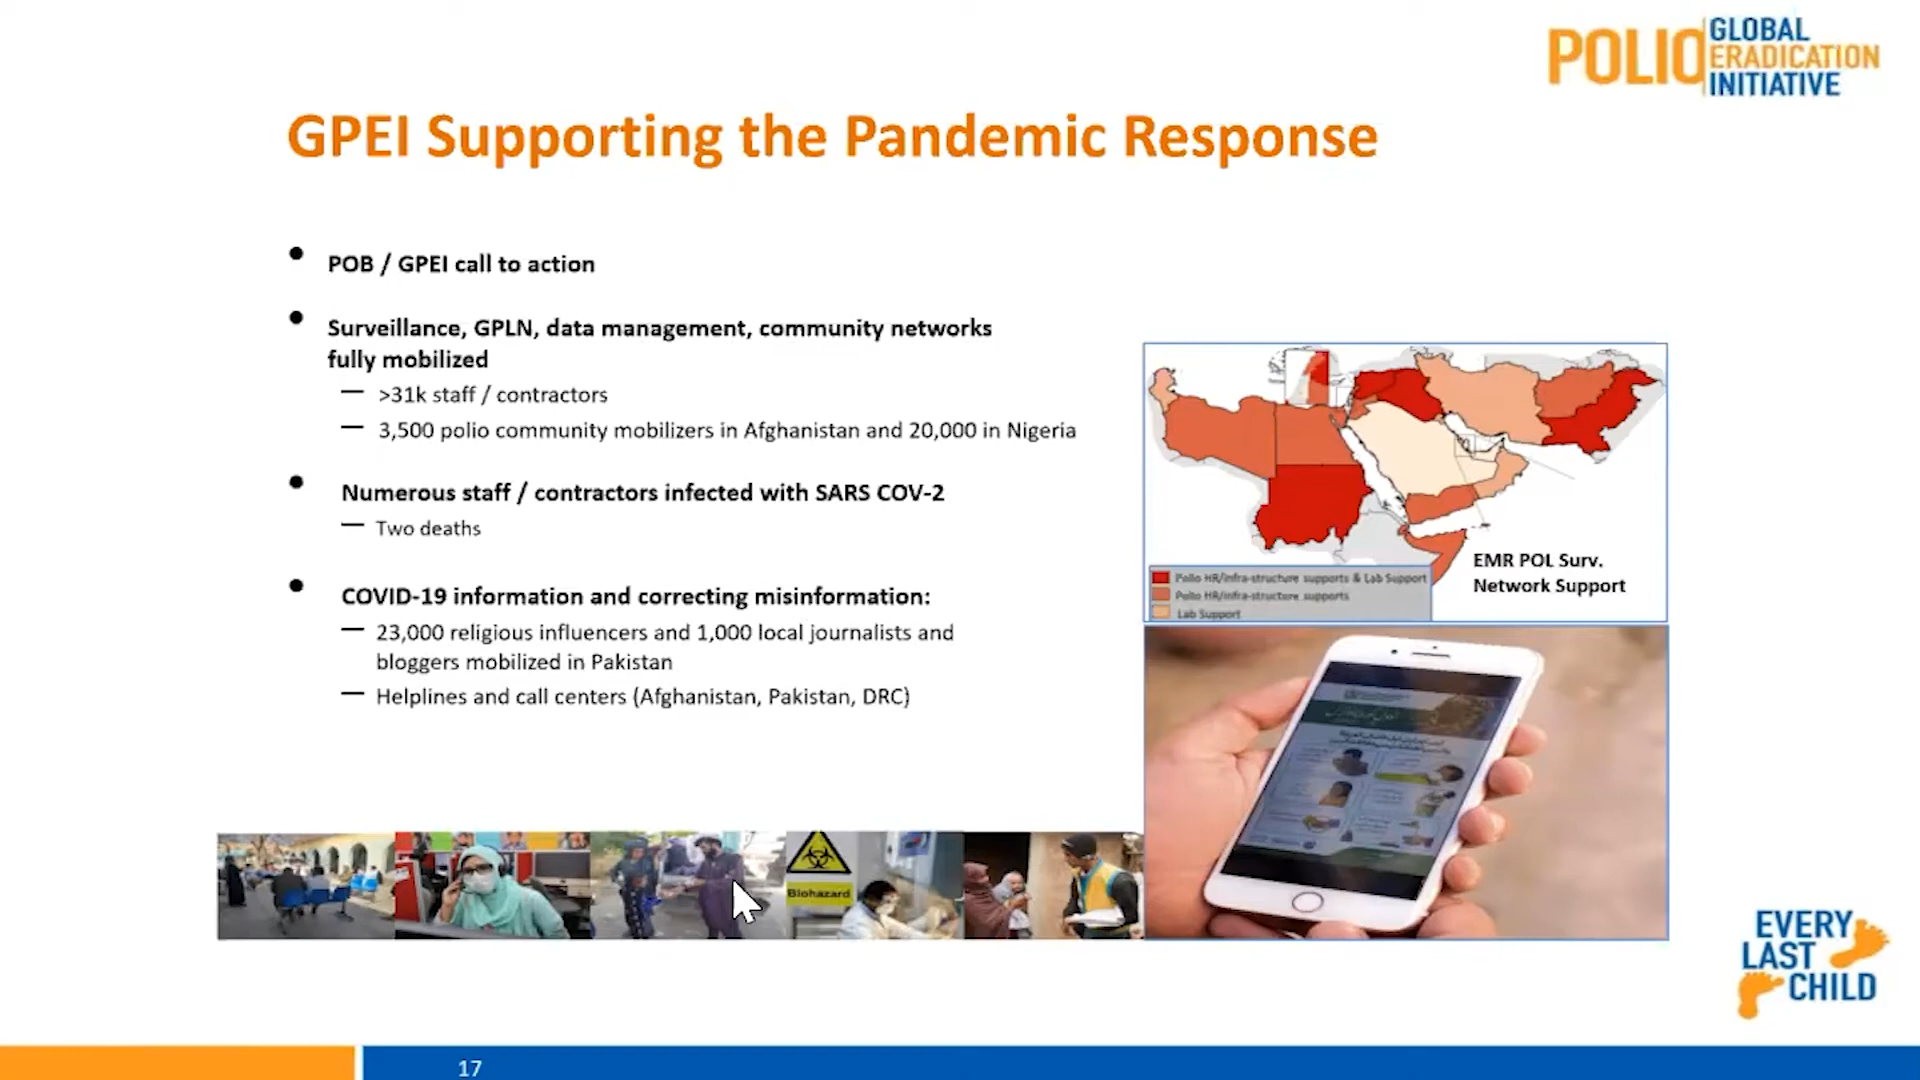 POLIO GLOBAL
ERADICATION
INITIATIVE
GPEI Supporting the Pandemic Response
• POB / GPEI call to action
• Surveillance, GPLN, data management, community networks
fully mobilized
— >31k staff / contractors
— 3,500 polio community mobilizers in Afghanistan and 20,000 in Nigeria
• Numerous staff / contractors infected with SARS COV-2
— Two deaths
• COVID-19 information and correcting misinformation:
— 23,000 religious influencers and 1,000 local journalists and
bloggers mobilized in Pakistan
— Helplines and call centers (Afghanistan, Pakistan, DRC)
EMR POL Surv.
Network Support
Polio HR/infra-structure supports & Lab Support
Polio HR/infra-structure supports
Lab Support
Biohazard
EVERY
LAST
CHILD
17